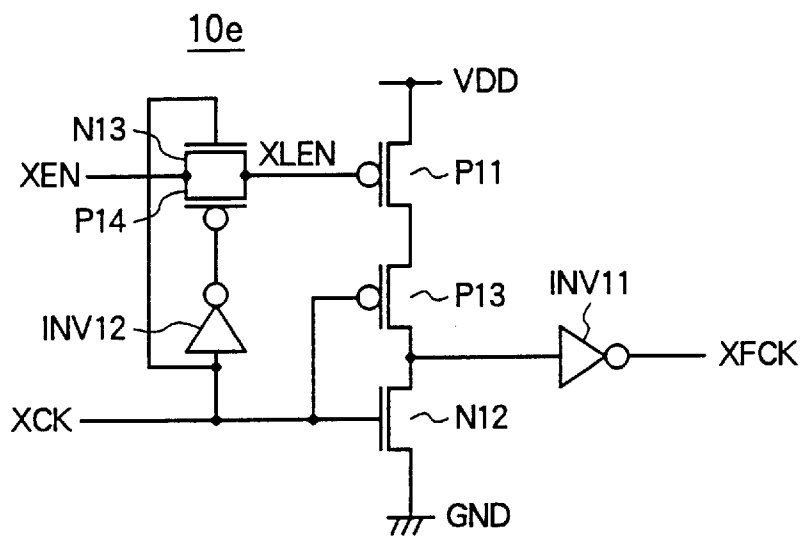 10e
VDD
N13
XLEN
XEN
P11
P14
P13
INV11
INV12
XFCK
XCK
N12
GND